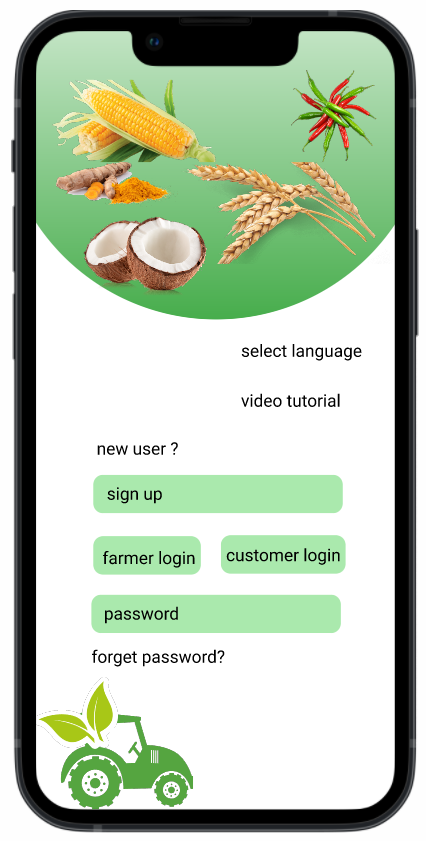 select language
video tutorial
new user ?
sign up
farmer login
customer login
password
forget password?